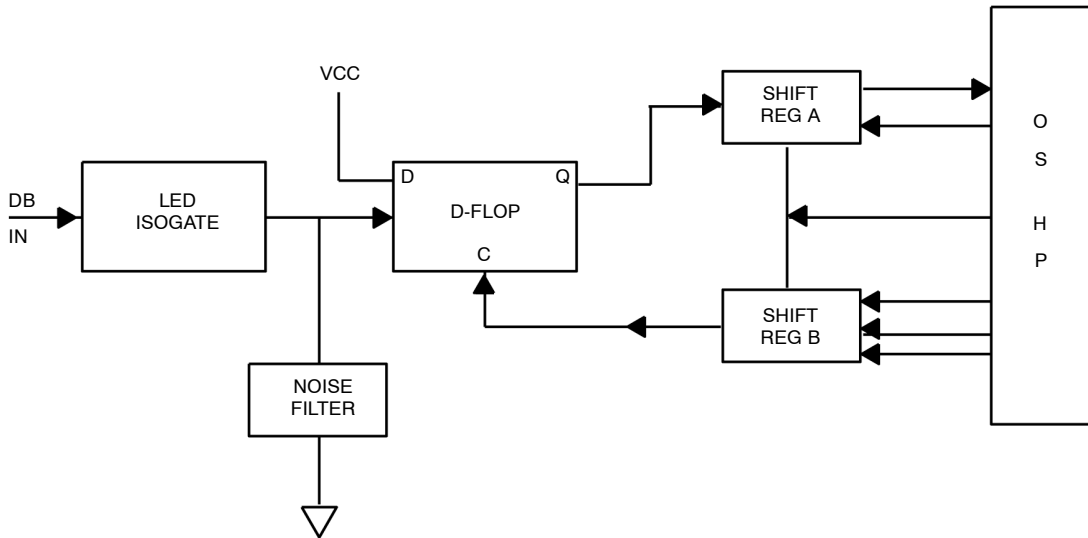 VCC
DB
IN
LED
ISOGATE
D
Q
D-FLOP
C
NOISE
FILTER
SHIFT
REG A
SHIFT
REG B
O
S
H
P